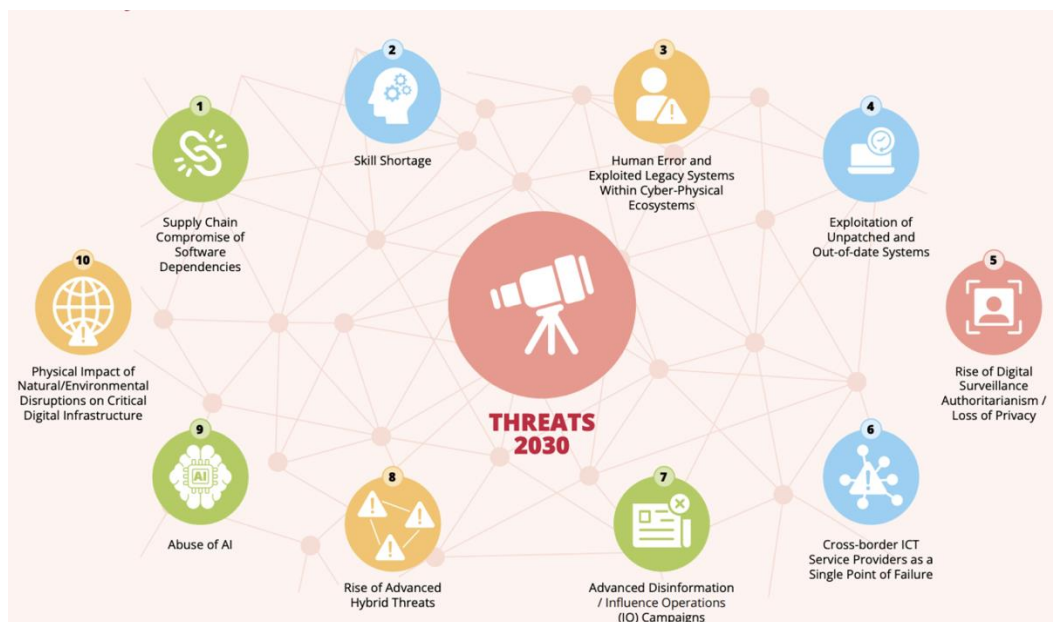 1
Supply Chain
Compromise of
Software
Dependencies
2
Skill Shortage
3
Human Error and
Exploited Legacy Systems
Within Cyber-Physical
Ecosystems
4
Exploitation of
Unpatched and
Out-of-date Systems
5
Rise of Digital
Surveillance
Authoritarianism /
Loss of Privacy
6
Cross-border ICT
Service Providers as a
Single Point of Failure
7
Advanced Disinformation
/ Influence Operations
(IO) Campaigns
8
Rise of Advanced
Hybrid Threats
9
AI
Abuse of AI
10
Physical Impact of
Natural/Environmental
Disruptions on Critical
Digital Infrastructure
THREATS
2030